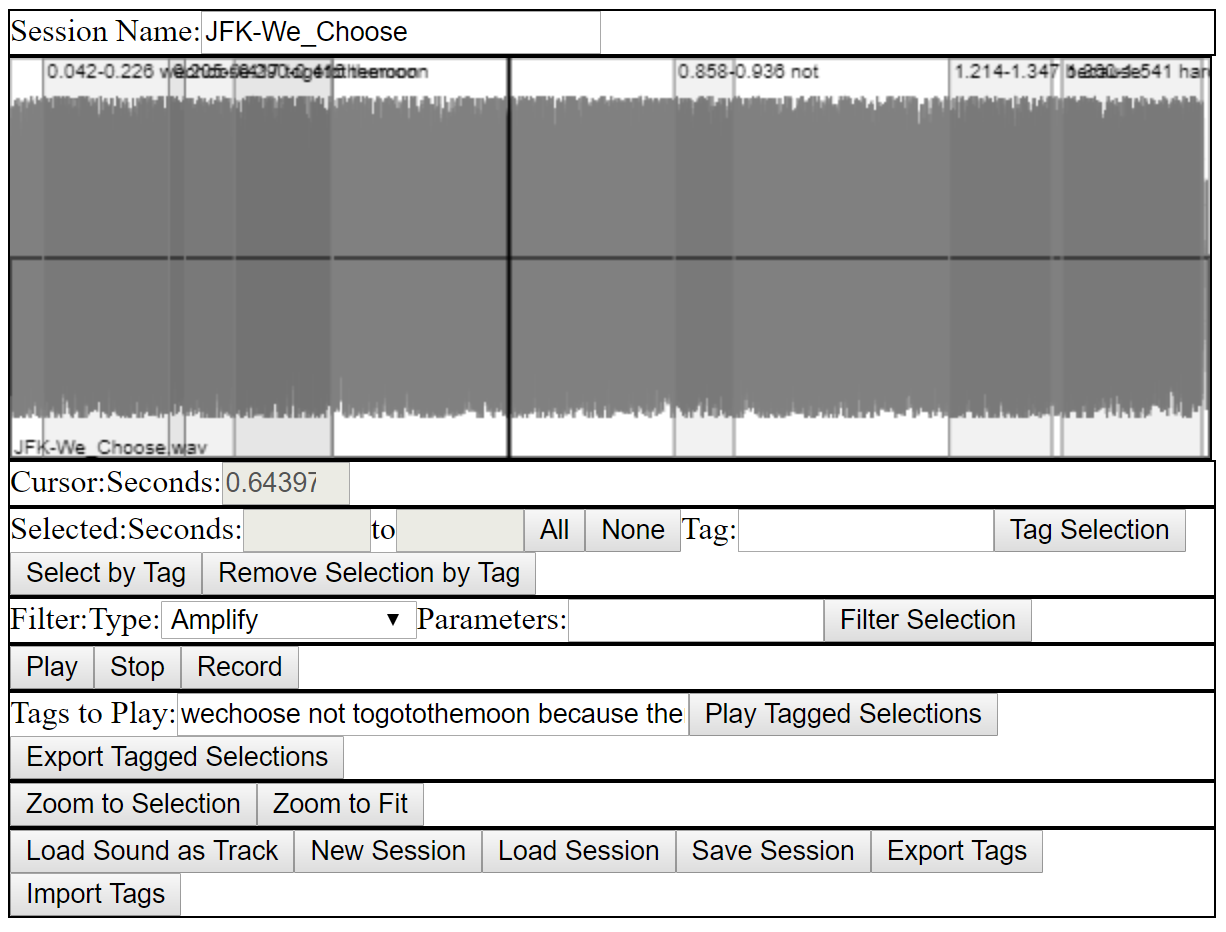 Session Name: JFK-We_Choose
0.042-0.226 0.858-0.936 not 1.214-1.347
JFK-We_Choose.wav
Cursor:Seconds: 0.64397
Selected:Seconds: to All None Tag: Tag Selection
Select by Tag Remove Selection by Tag
Filter:Type: Amplify Parameters: Filter Selection
Play Stop Record
Tags to Play: wechoose not togotothemoon because the Play Tagged Selections
Export Tagged Selections
Zoom to Selection Zoom to Fit
Load Sound as Track New Session Load Session Save Session Export Tags
Import Tags